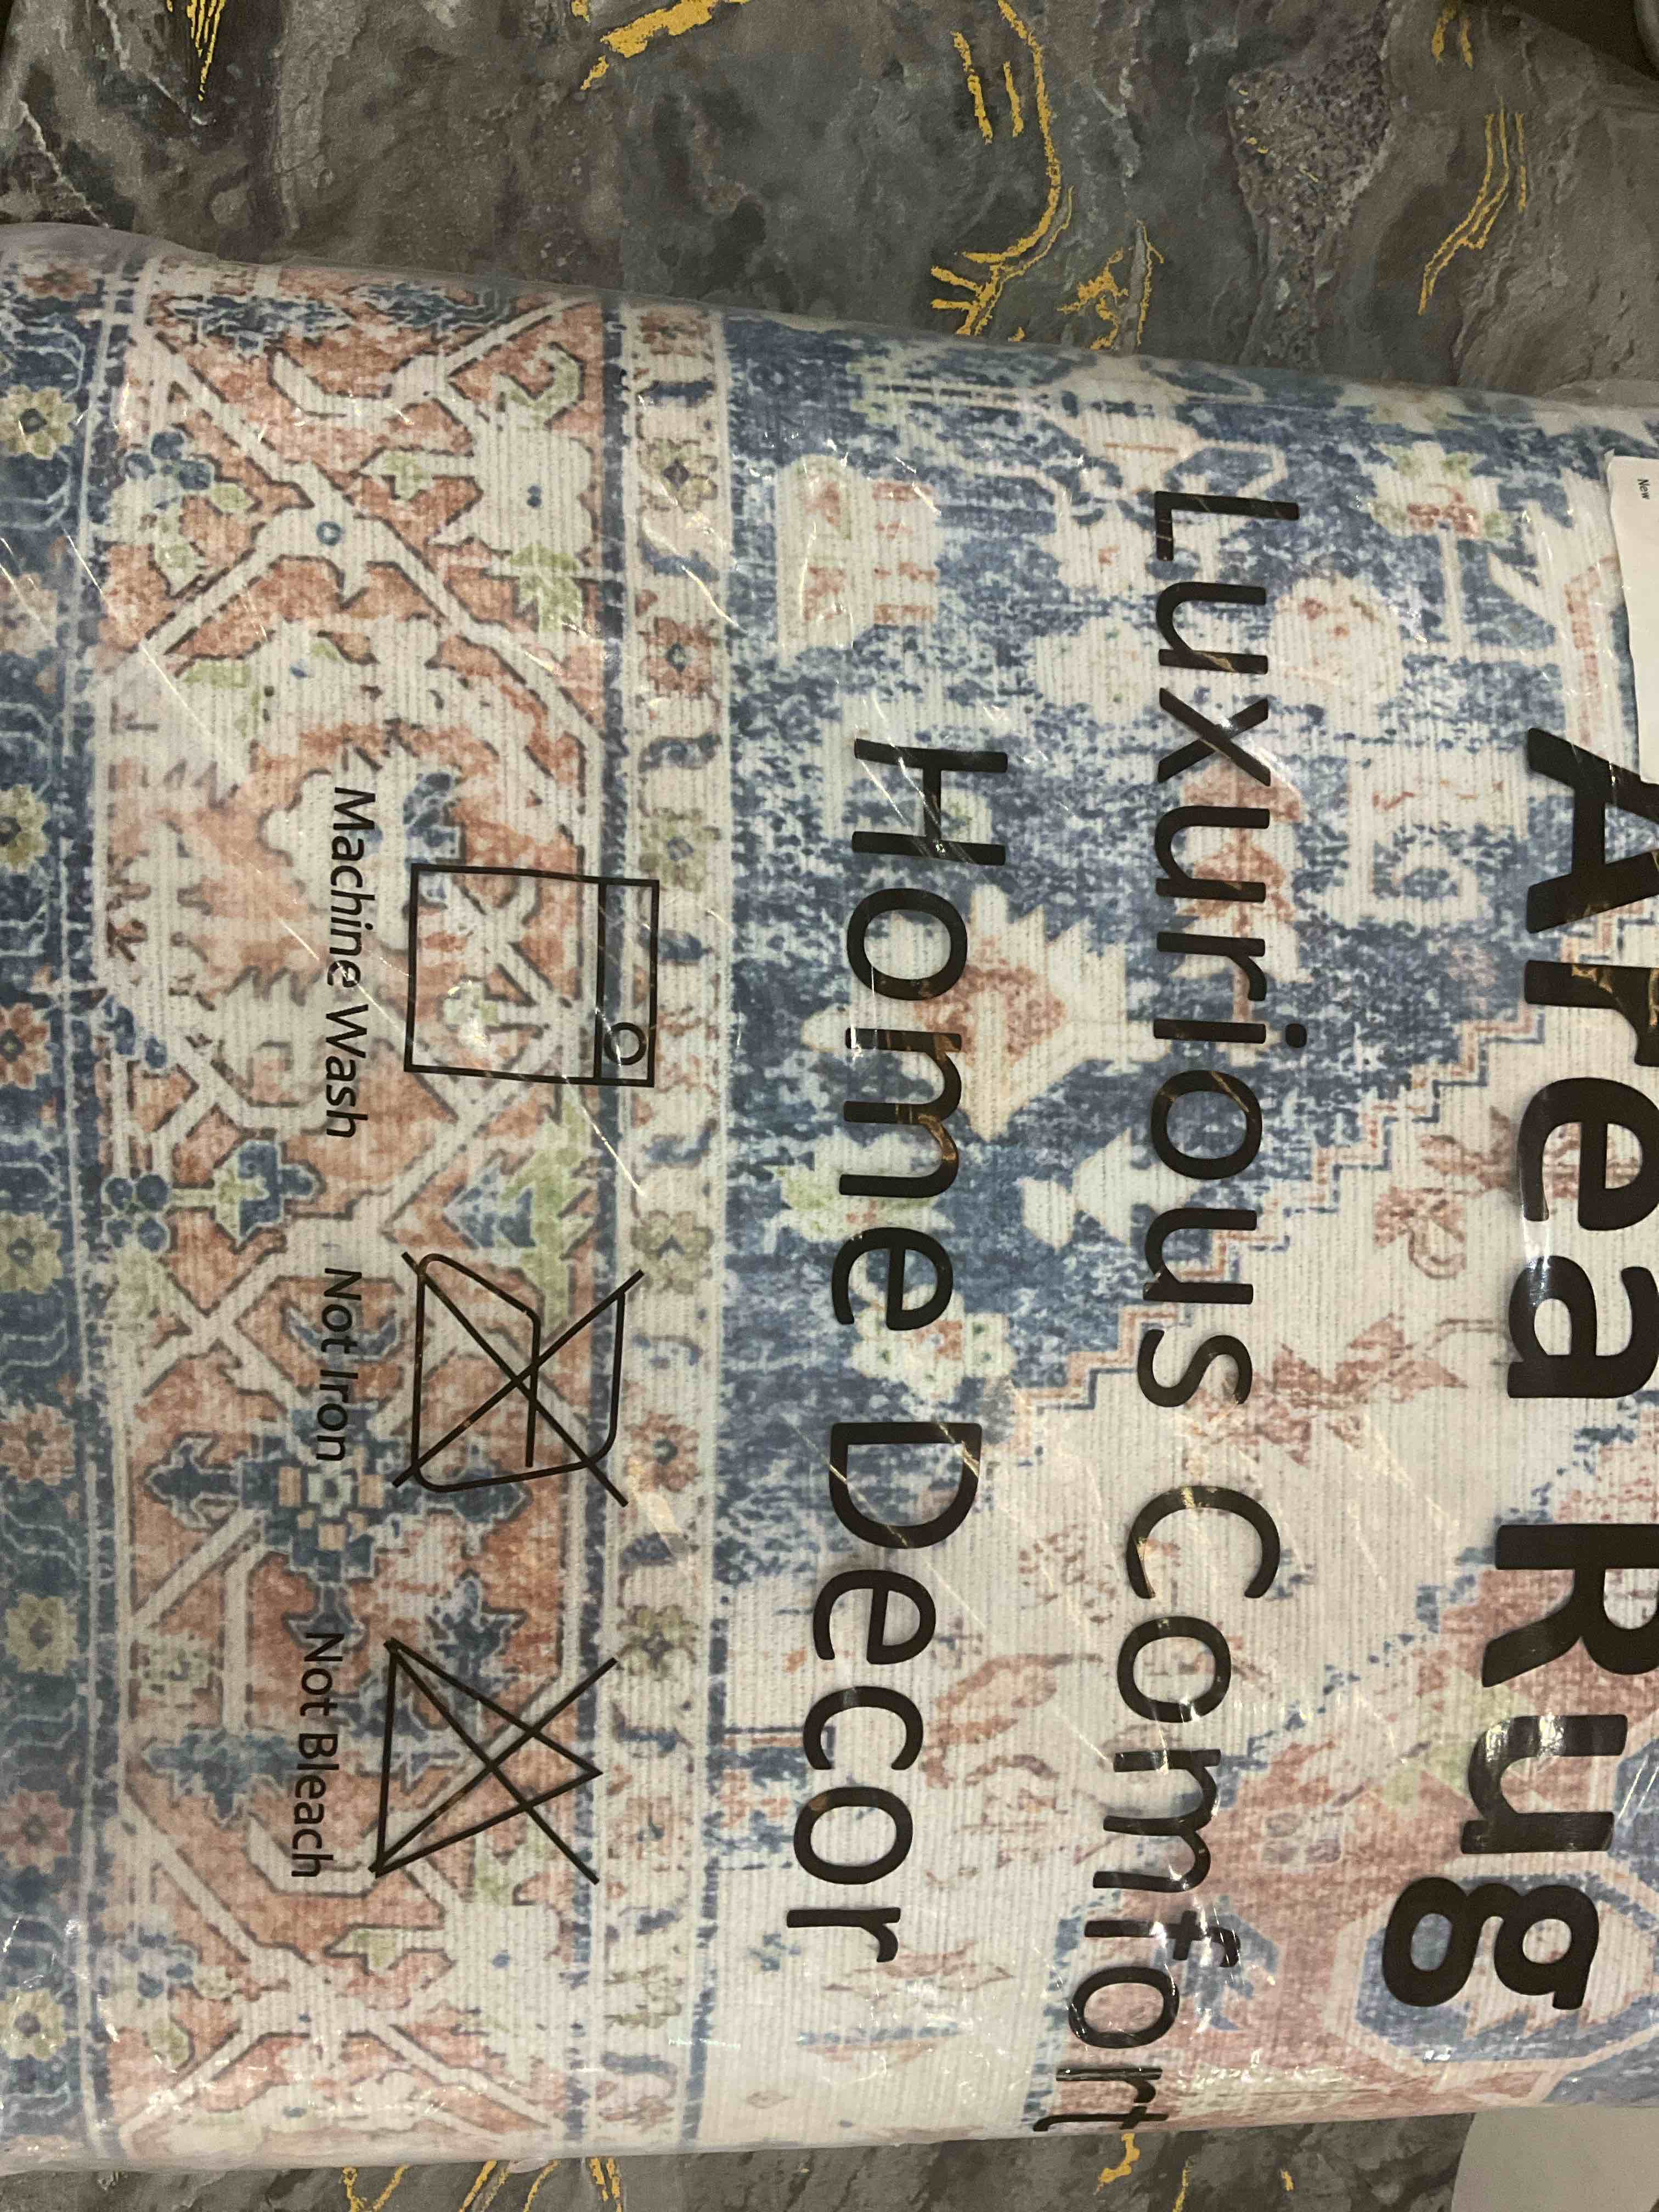 New
Area Rug
Luxurious Comfort
Home Decor
Machine Wash
Not Iron
Not Bleach